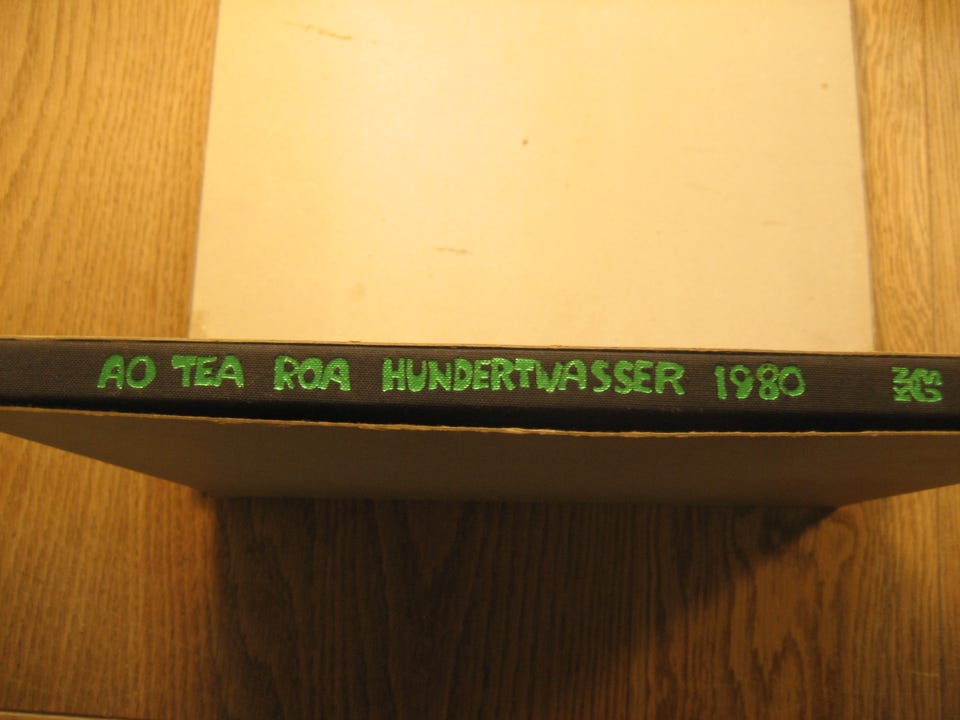 AO TEA ROA HUNDERTWASSER 1980